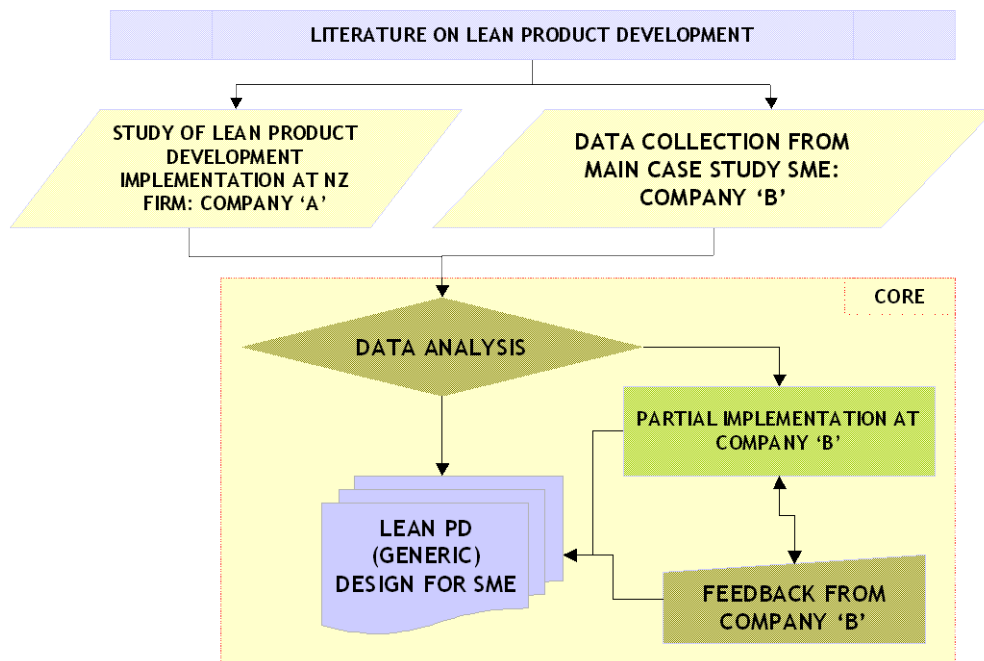 LITERATURE ON LEAN PRODUCT DEVELOPMENT
STUDY OF LEAN PRODUCT
DEVELOPMENT
IMPLEMENTATION AT NZ
FIRM: COMPANY ‘A’
DATA COLLECTION FROM
MAIN CASE STUDY SME:
COMPANY ‘B’
CORE
DATA ANALYSIS
PARTIAL IMPLEMENTATION AT
COMPANY ‘B’
LEAN PD
(GENERIC)
DESIGN FOR SME
FEEDBACK FROM
COMPANY ‘B’